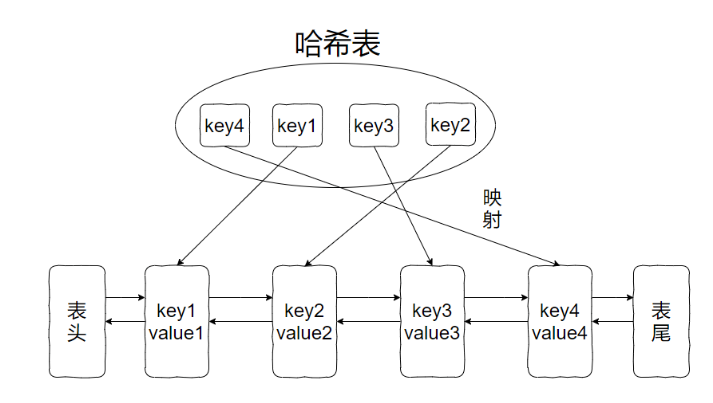 哈希表
key4
key1
key3
key2
映
射
表
头
key1
value1
key2
value2
key3
value3
key4
value4
表
尾